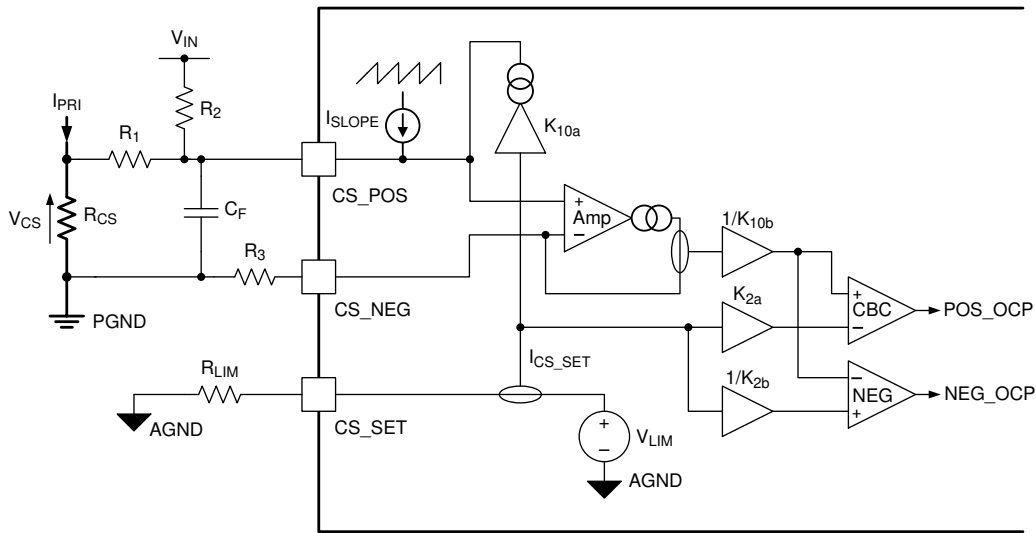 V_IN
I_PRI
R_2
R_1
I_SLOPE
K_10a
CS_POS
V_CS
R_CS
C_F
+
Amp
−
1/K_10b
R_3
CS_NEG
K_2a
+
CBC
−
POS_OCP
PGND
I_CS_SET
R_LIM
1/K_2b
−
NEG
+
NEG_OCP
AGND
CS_SET
+
−
V_LIM
AGND